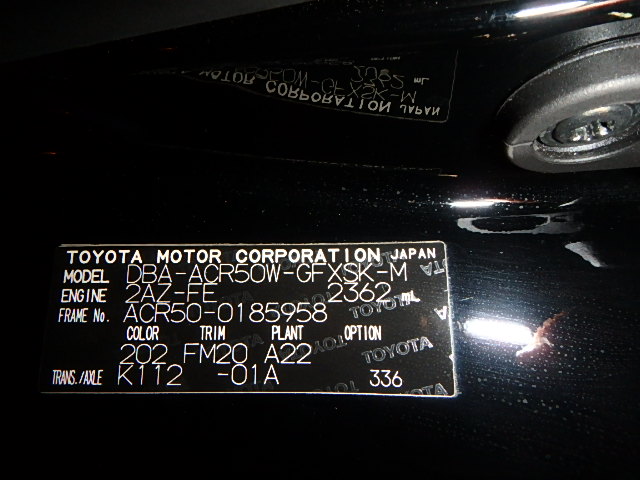 TOYOTA MOTOR CORPORATION JAPAN
MODEL DBA-ACR50W-GFXSK-M
ENGINE 2AZ-FE 2362 mL
FRAME No. ACR50-0185958
COLOR TRIM PLANT OPTION
202 FM20 A22
TRANS./AXLE K112 -01A 336